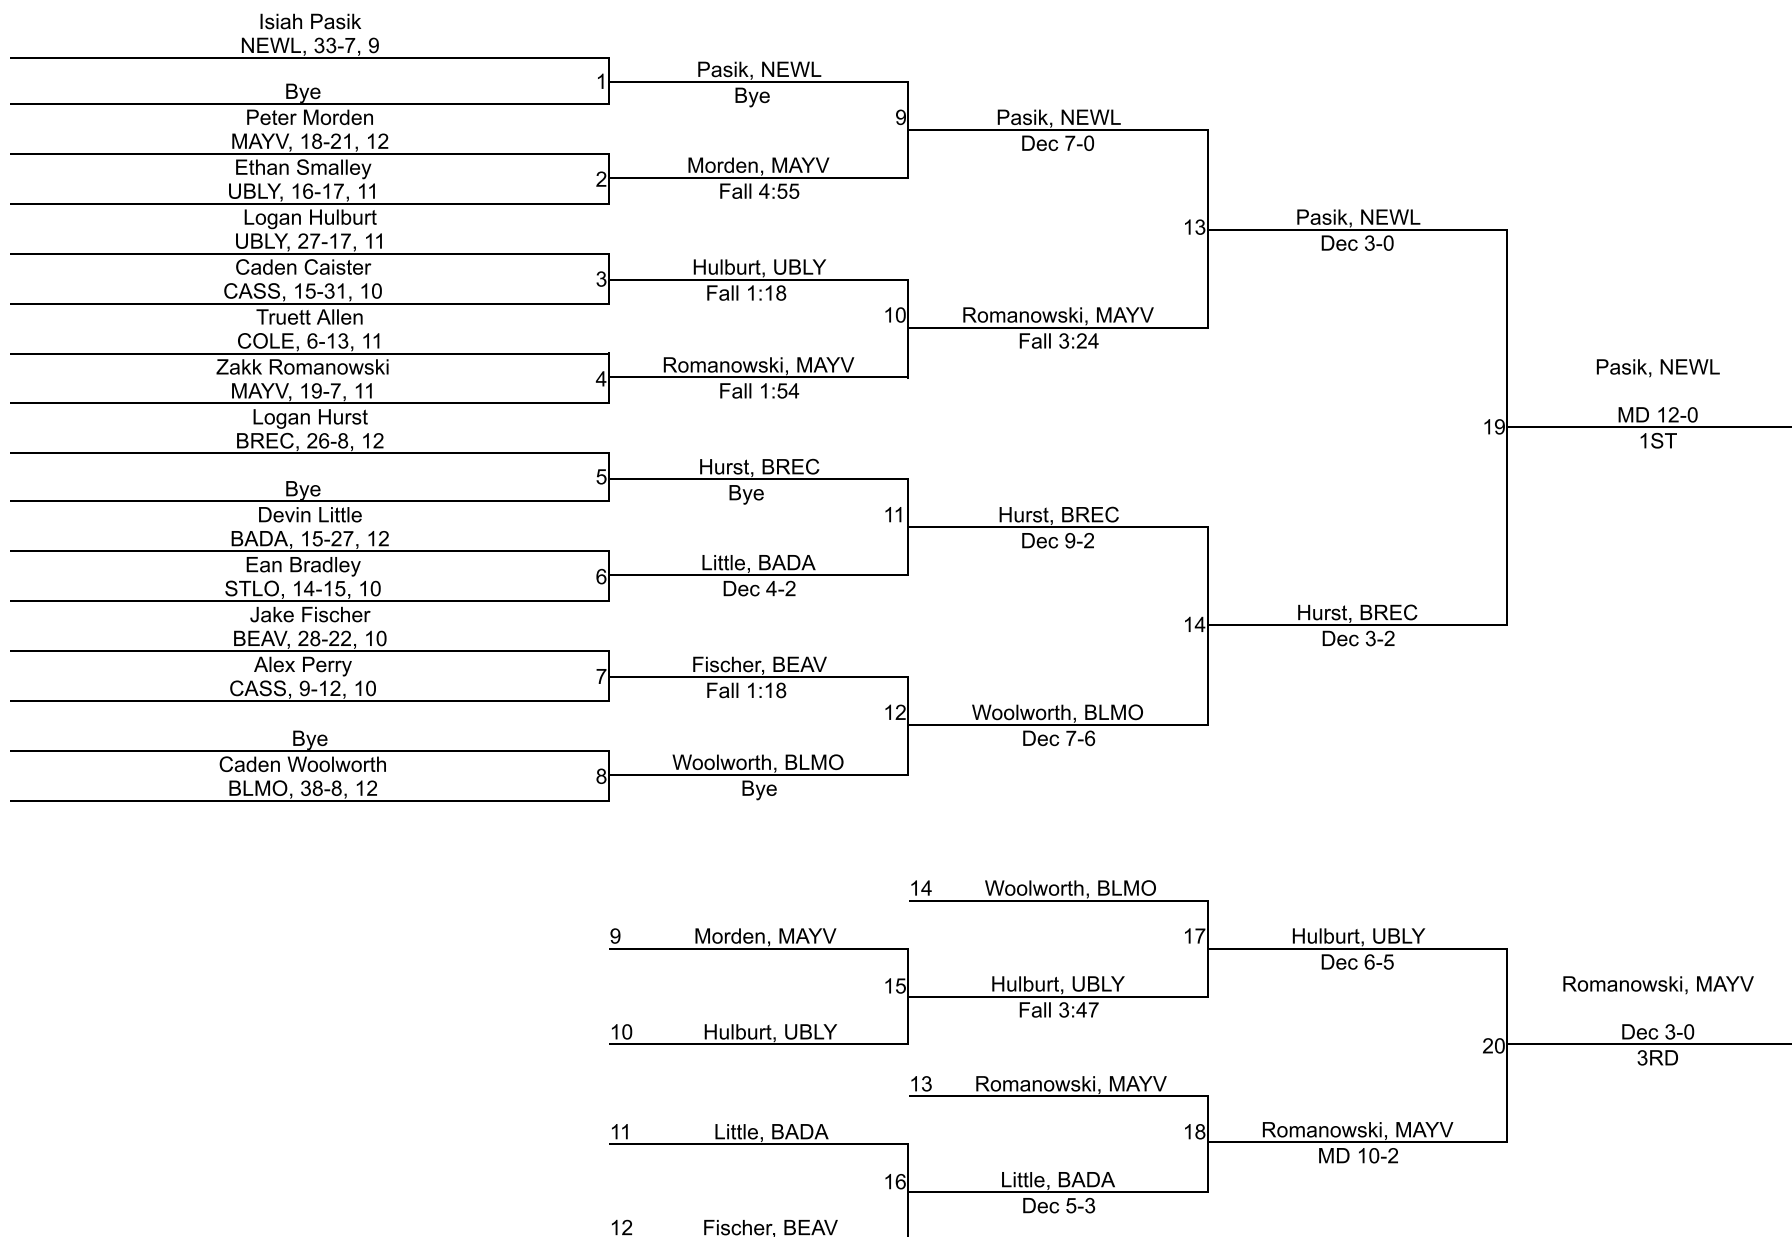 Isiah Pasik
NEWL, 33-7, 9
Bye
Peter Morden
MAYV, 18-21, 12
Ethan Smalley
UBLY, 16-17, 11
Logan Hulburt
UBLY, 27-17, 11
Caden Caister
CASS, 15-31, 10
Truett Allen
COLE, 6-13, 11
Zakk Romanowski
MAYV, 19-7, 11
Logan Hurst
BREC, 26-8, 12
Bye
Devin Little
BADA, 15-27, 12
Ean Bradley
STLO, 14-15, 10
Jake Fischer
BEAV, 28-22, 10
Alex Perry
CASS, 9-12, 10
Bye
Caden Woolworth
BLMO, 38-8, 12
1
2
3
4
5
6
7
8
Pasik, NEWL
Bye
Morden, MAYV
Fall 4:55
Hulburt, UBLY
Fall 1:18
Romanowski, MAYV
Fall 1:54
Hurst, BREC
Bye
Little, BADA
Dec 4-2
Fischer, BEAV
Fall 1:18
Woolworth, BLMO
Bye
9
10
11
12
Pasik, NEWL
Dec 7-0
Romanowski, MAYV
Fall 3:24
Hurst, BREC
Dec 9-2
Woolworth, BLMO
Dec 7-6
13
14
Pasik, NEWL
Dec 3-0
Hurst, BREC
Dec 3-2
19
Pasik, NEWL
MD 12-0
1ST
9 Morden, MAYV
10 Hulburt, UBLY
11 Little, BADA
12 Fischer, BEAV
15
16
14 Woolworth, BLMO
Hulburt, UBLY
Fall 3:47
13 Romanowski, MAYV
Little, BADA
Dec 5-3
17
18
Hulburt, UBLY
Dec 6-5
Romanowski, MAYV
MD 10-2
20
Romanowski, MAYV
Dec 3-0
3RD